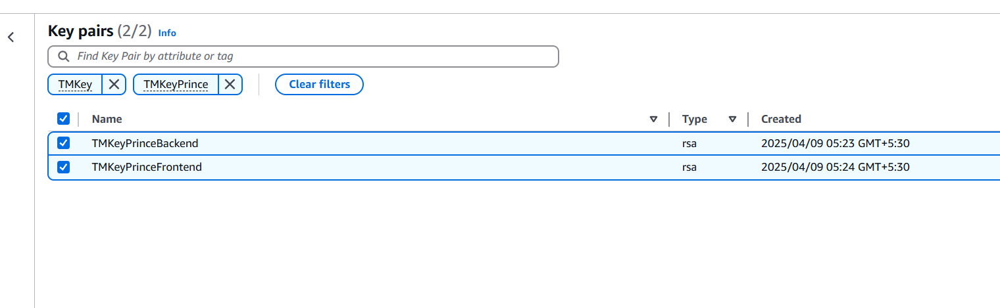 Key pairs (2/2) Info
Find Key Pair by attribute or tag
TMKey TMKeyPrince Clear filters
Name Type Created
TMKeyPrinceBackend rsa 2025/04/09 05:23 GMT+5:30
TMKeyPrinceFrontend rsa 2025/04/09 05:24 GMT+5:30